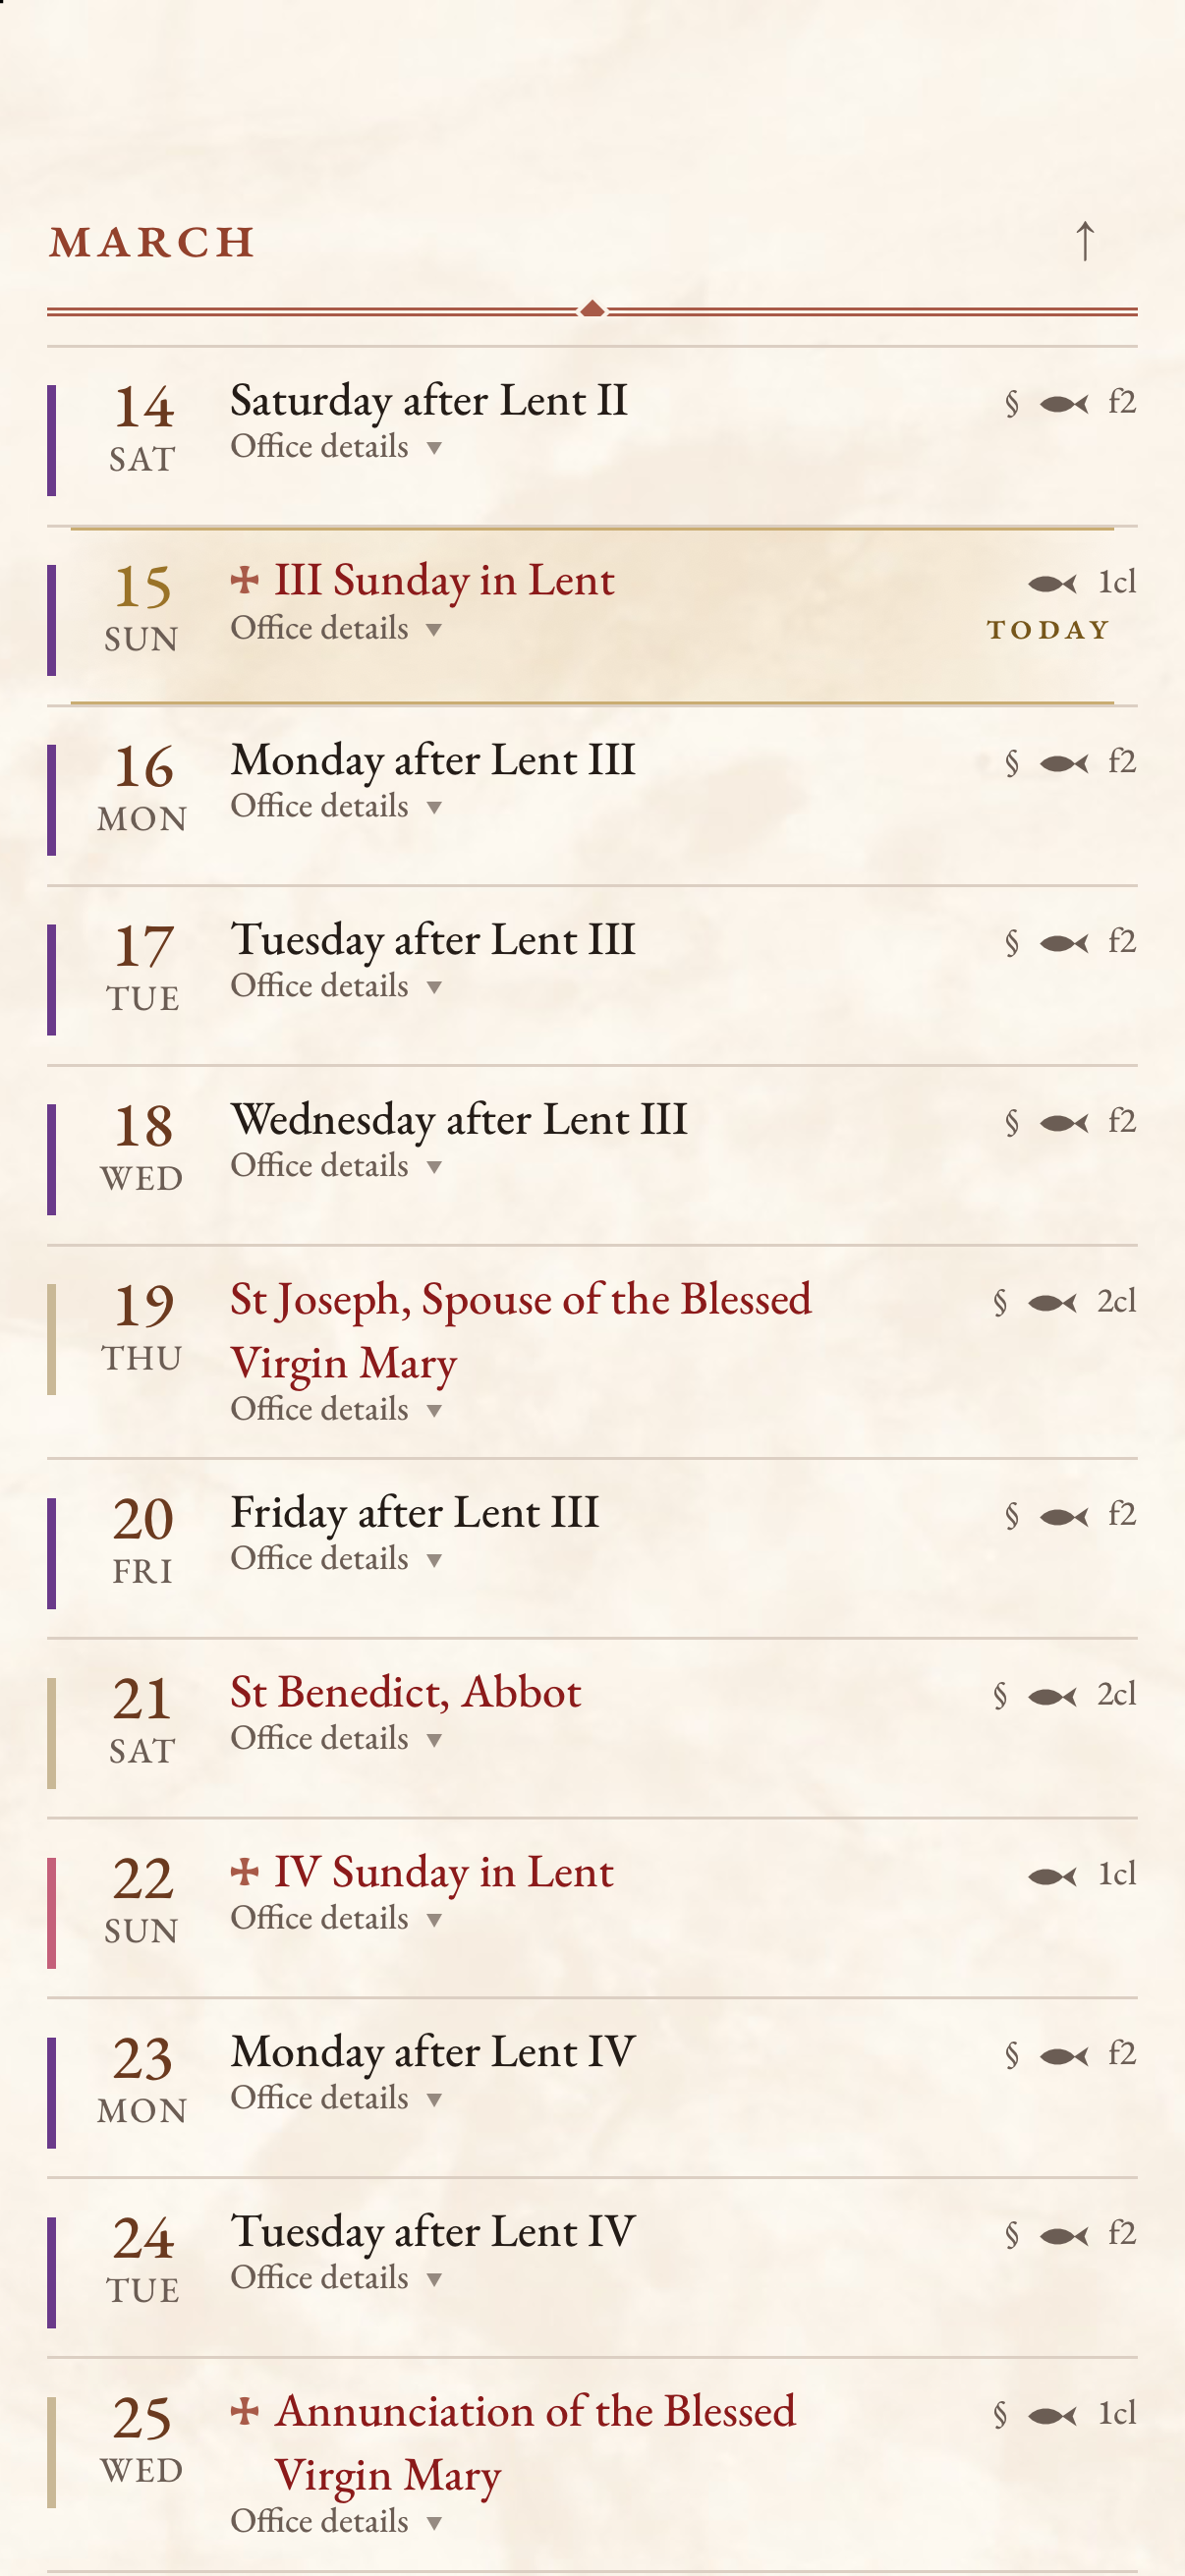 MARCH ↑
14 Saturday after Lent II § f2
SAT Office details ▼
15 ✠ III Sunday in Lent 1cl
SUN Office details ▼ TODAY
16 Monday after Lent III § f2
MON Office details ▼
17 Tuesday after Lent III § f2
TUE Office details ▼
18 Wednesday after Lent III § f2
WED Office details ▼
19 St Joseph, Spouse of the Blessed § 2cl
THU Virgin Mary
Office details ▼
20 Friday after Lent III § f2
FRI Office details ▼
21 St Benedict, Abbot § 2cl
SAT Office details ▼
22 ✠ IV Sunday in Lent 1cl
SUN Office details ▼
23 Monday after Lent IV § f2
MON Office details ▼
24 Tuesday after Lent IV § f2
TUE Office details ▼
25 ✠ Annunciation of the Blessed § 1cl
WED Virgin Mary
Office details ▼